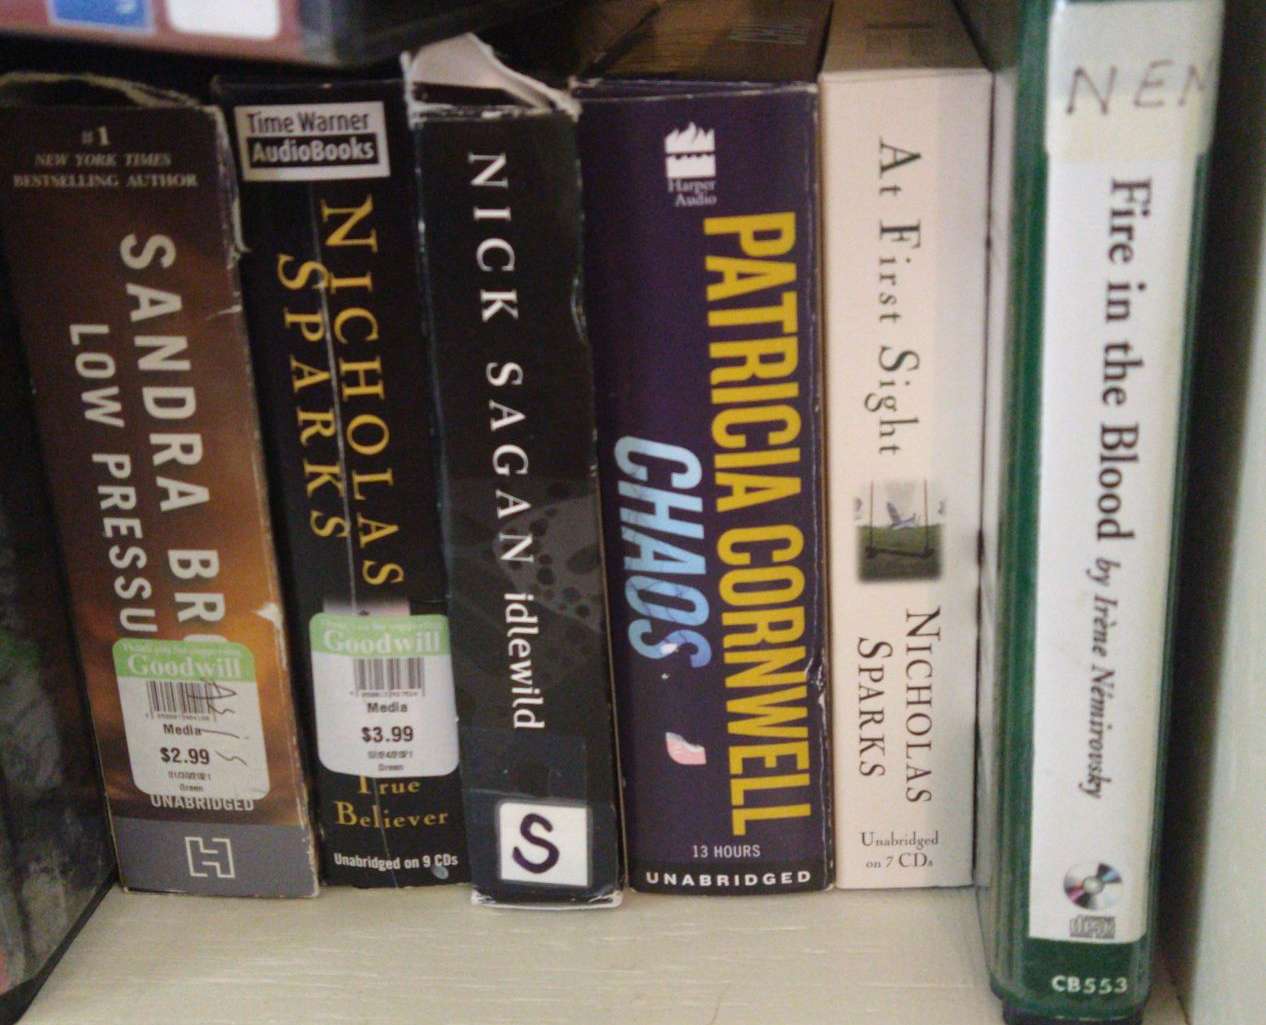 #1
NEW YORK TIMES
BESTSELLING AUTHOR
SANDRA BRO
LOW PRESSU
Goodwill
Media
$2.99
Green
UNABRIDGED
H
Time Warner
AudioBooks
NICHOLAS
SPARKS
Goodwill
Media
$3.99
Green
True
Believer
Unabridged on 9 CDs
NICK SAGAN idlewild
S
Harper
Audio
PATRICIA CORNWELL
CHAOS
13 HOURS
UNABRIDGED
At First Sight
NICHOLAS
SPARKS
Unabridged
on 7 CDs
NEM
Fire in the Blood by Irène Némirovsky
CB553